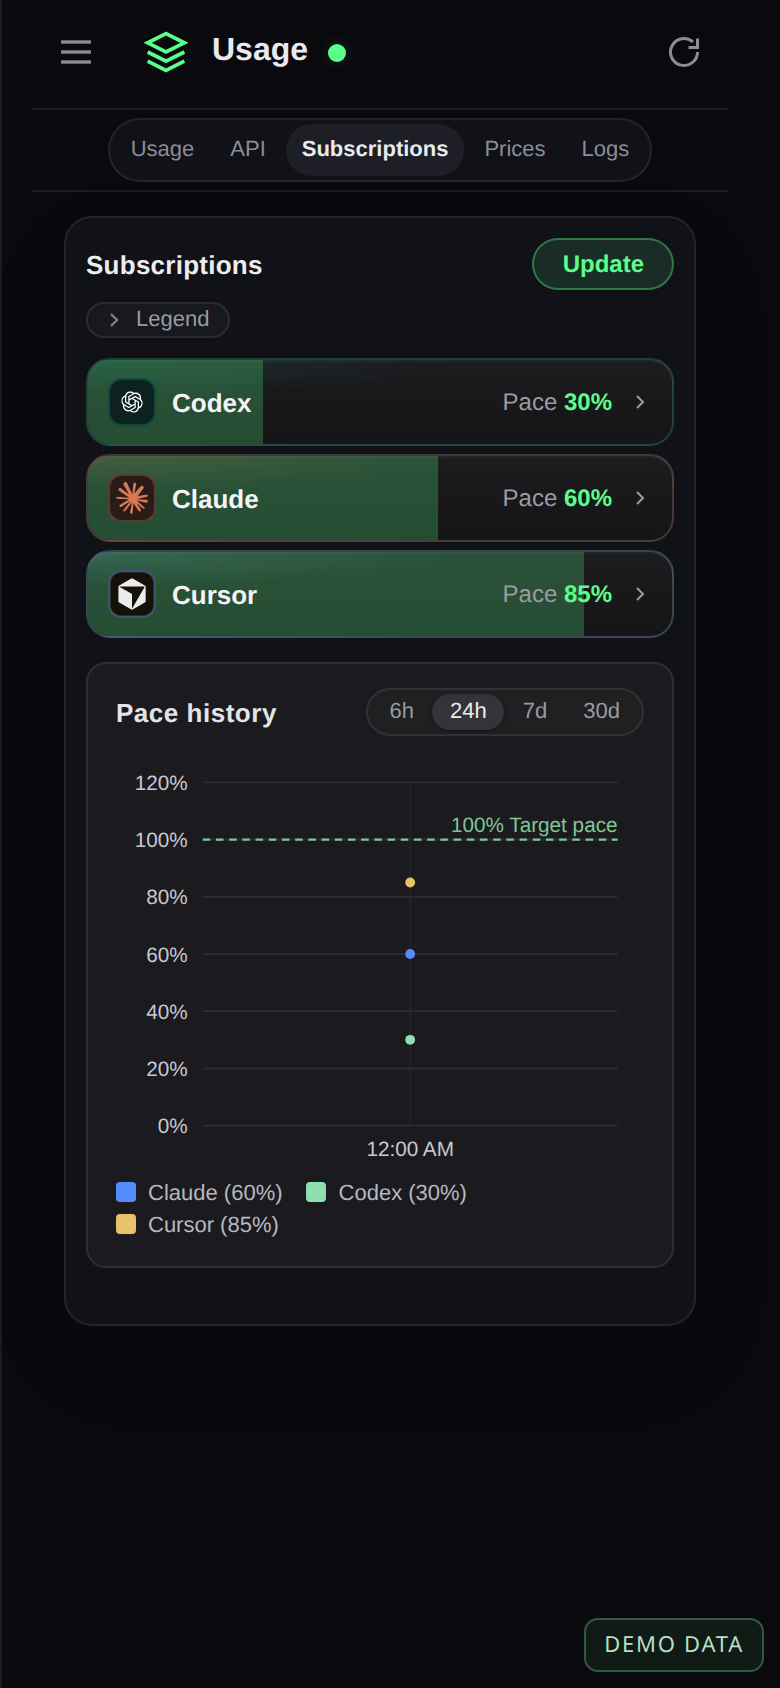 Usage
Usage API Subscriptions Prices Logs
Subscriptions Update
Legend
Codex Pace 30%
Claude Pace 60%
Cursor Pace 85%
Pace history 6h 24h 7d 30d
120%
100% Target pace
100%
80%
60%
40%
20%
0%
12:00 AM
Claude (60%) Codex (30%)
Cursor (85%)
DEMO DATA